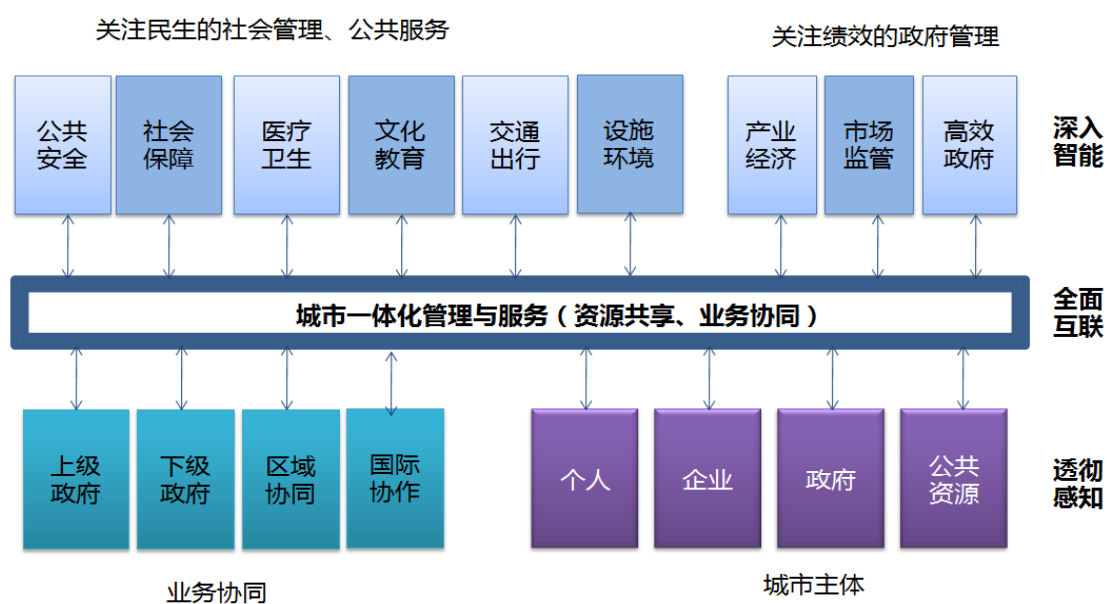 关注民生的社会管理、公共服务
关注绩效的政府管理
公共
安全
社会
保障
医疗
卫生
文化
教育
交通
出行
设施
环境
产业
经济
市场
监管
高效
政府
深入
智能
城市一体化管理与服务（资源共享、业务协同）
全面
互联
上级
政府
下级
政府
区域
协同
国际
协作
个人
企业
政府
公共
资源
透彻
感知
业务协同
城市主体